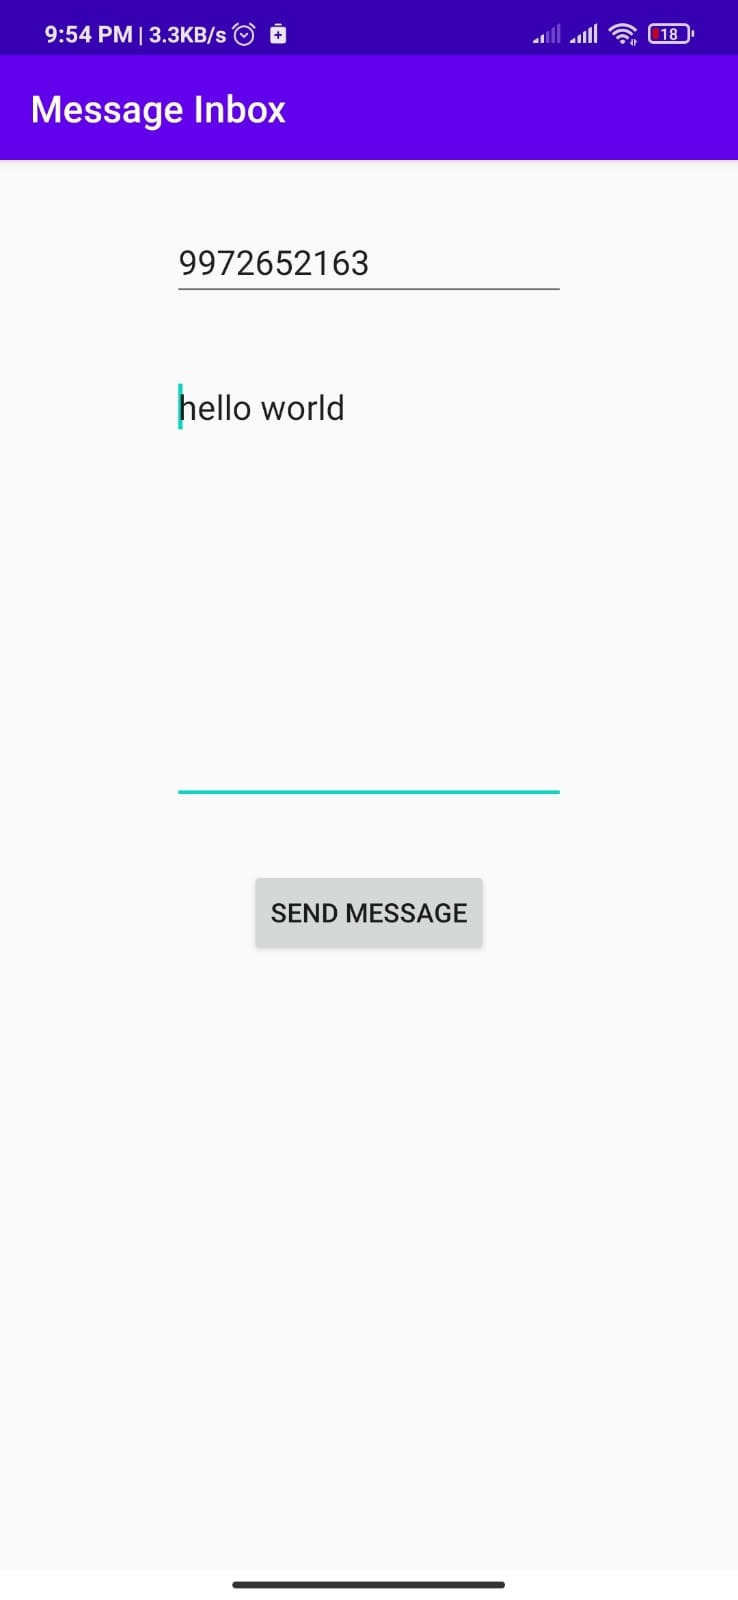 9:54 PM | 3.3KB/s 18
Message Inbox
9972652163
hello world
SEND MESSAGE